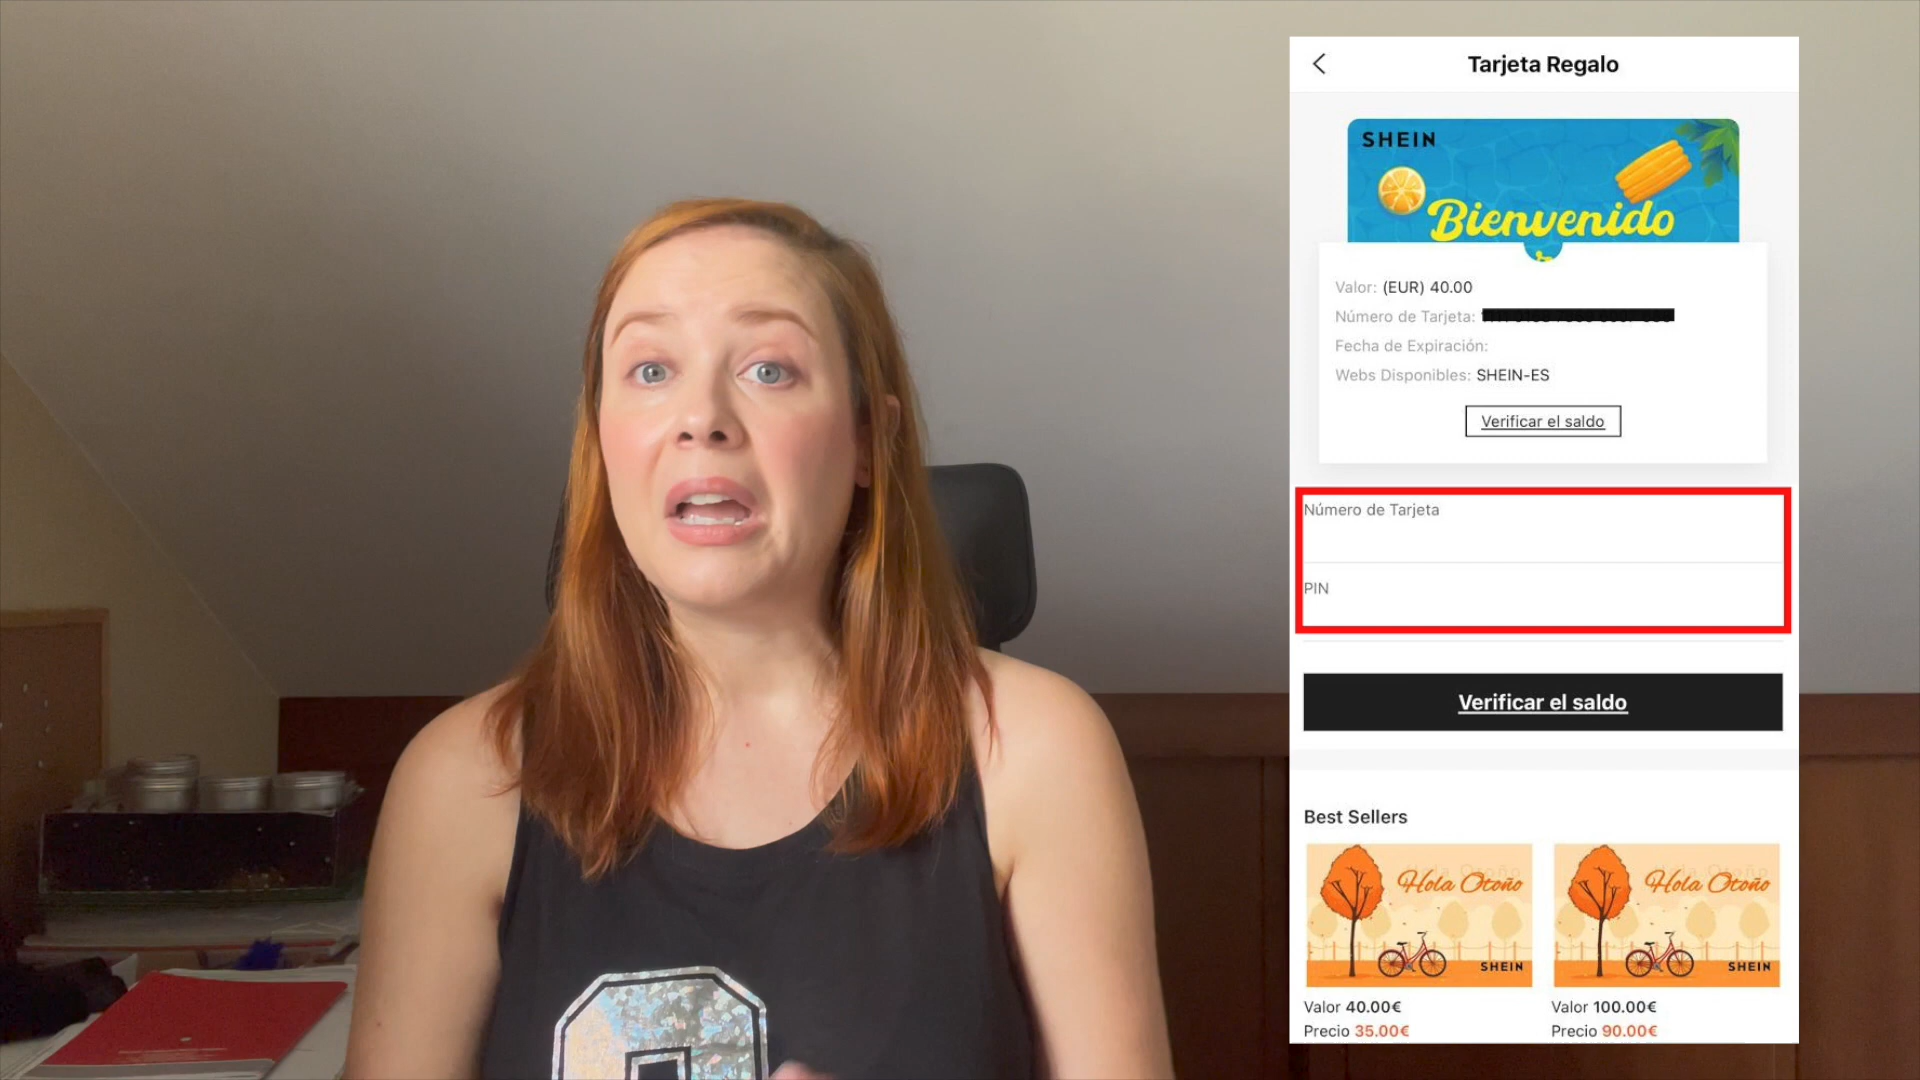 Tarjeta Regalo
SHEIN
Bienvenido
Valor: (EUR) 40.00
Número de Tarjeta:
Fecha de Expiración:
Webs Disponibles: SHEIN-ES
Verificar el saldo
Número de Tarjeta
PIN
Verificar el saldo
Best Sellers
Hola Otoño
SHEIN
Valor 40.00€
Precio 35.00€
Hola Otoño
SHEIN
Valor 100.00€
Precio 90.00€